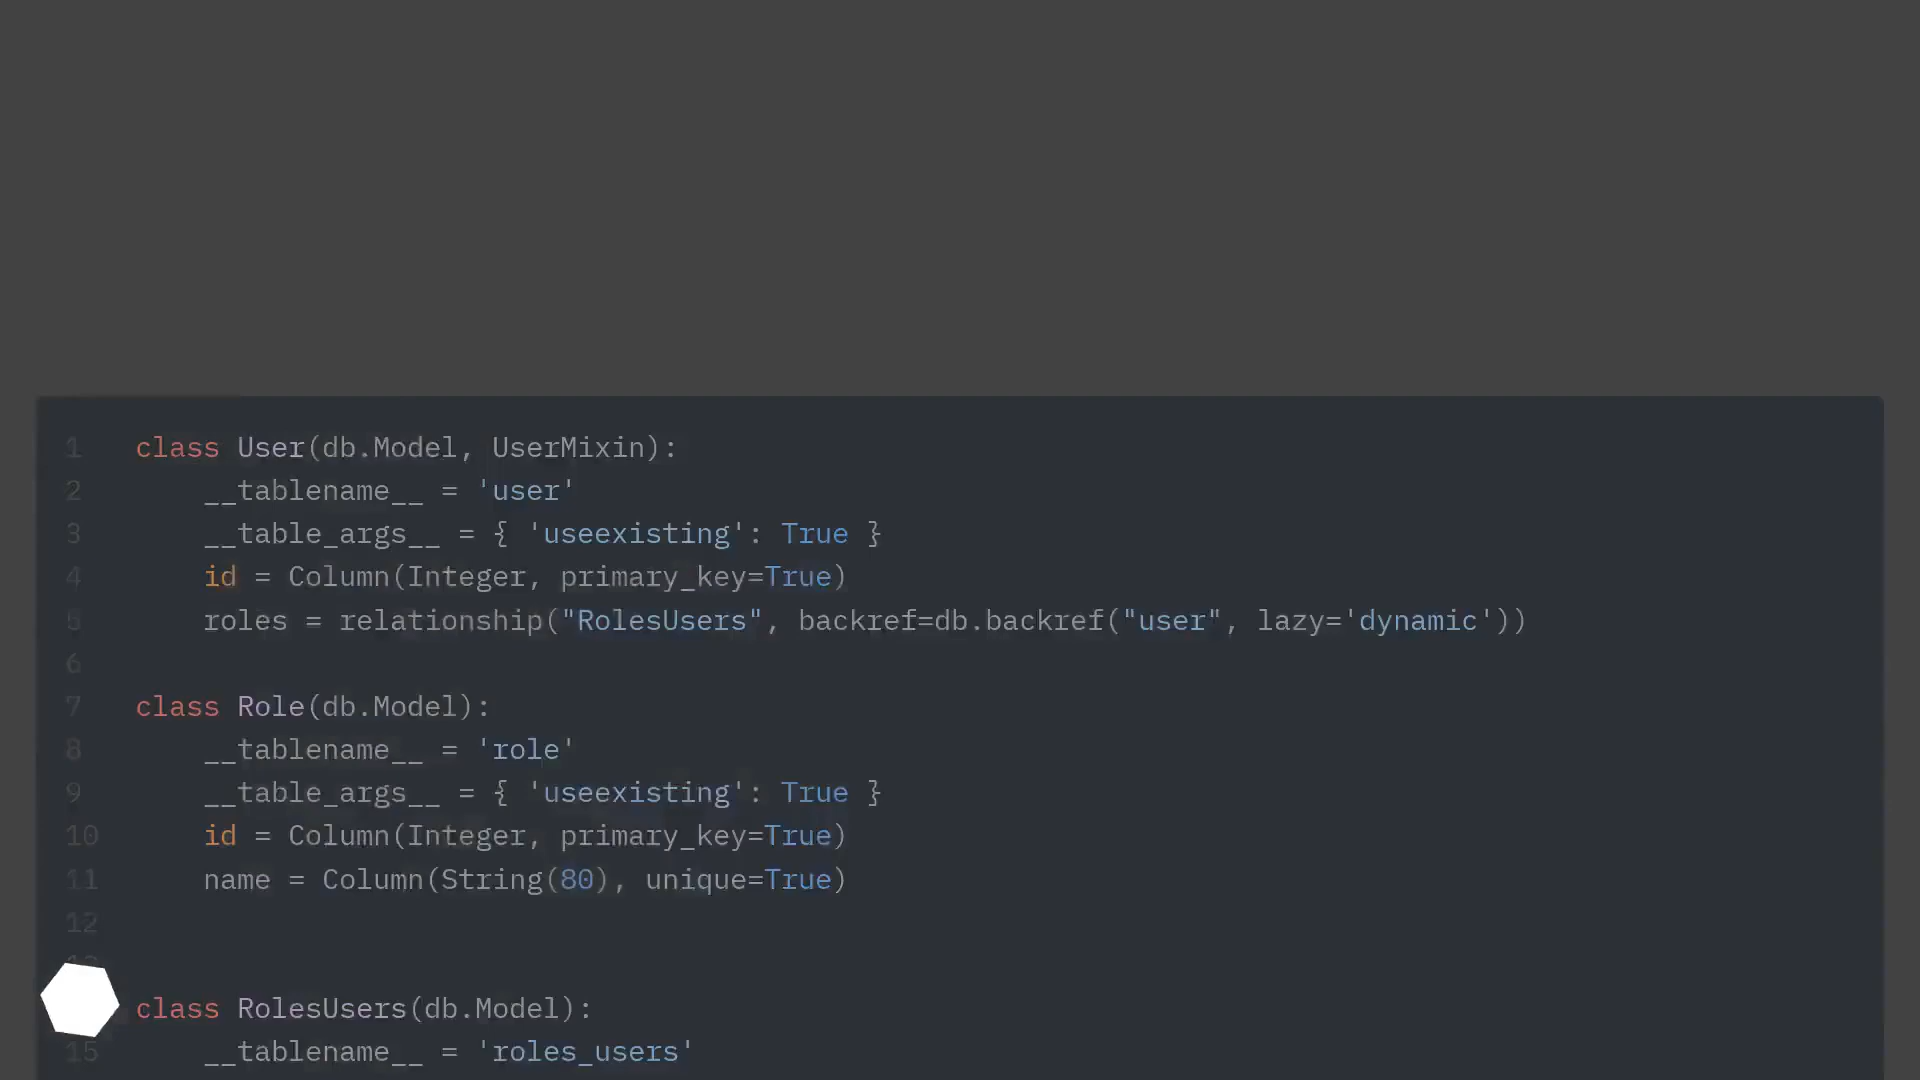 1 class User(db.Model, UserMixin):
2 __tablename__ = 'user'
3 __table_args__ = { 'useexisting': True }
4 id = Column(Integer, primary_key=True)
5 roles = relationship("RolesUsers", backref=db.backref("user", lazy='dynamic'))
6
7 class Role(db.Model):
8 __tablename__ = 'role'
9 __table_args__ = { 'useexisting': True }
10 id = Column(Integer, primary_key=True)
11 name = Column(String(80), unique=True)
12
class RolesUsers(db.Model):
15 __tablename__ = 'roles_users'